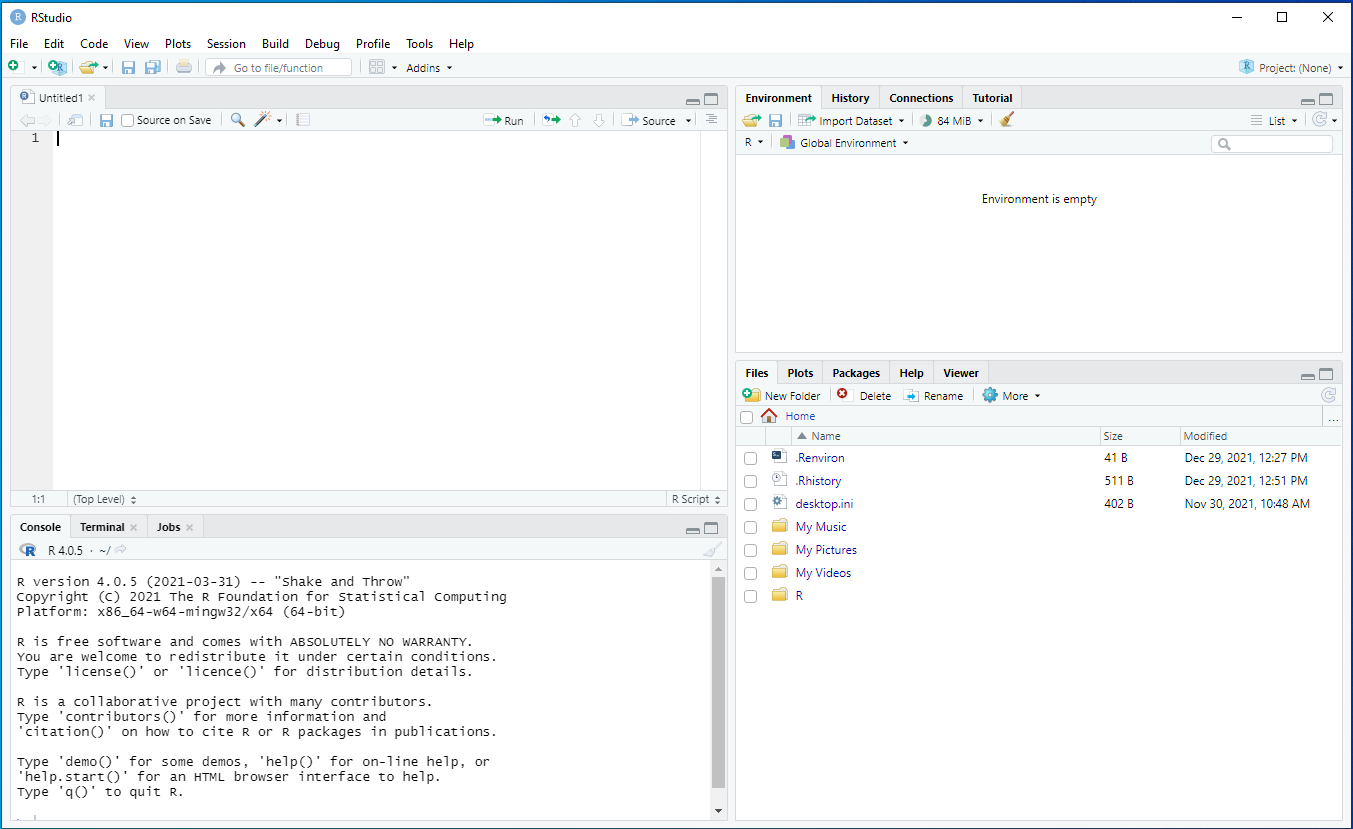 RStudio
File Edit Code View Plots Session Build Debug Profile Tools Help
Go to file/function Addins Project: (None)
Untitled1
Source on Save Run Source
1
1:1 (Top Level) R Script
Console Terminal Jobs
R 4.0.5 · ~/
R version 4.0.5 (2021-03-31) -- "Shake and Throw"
Copyright (C) 2021 The R Foundation for Statistical Computing
Platform: x86_64-w64-mingw32/x64 (64-bit)
R is free software and comes with ABSOLUTELY NO WARRANTY.
You are welcome to redistribute it under certain conditions.
Type 'license()' or 'licence()' for distribution details.
R is a collaborative project with many contributors.
Type 'contributors()' for more information and
'citation()' on how to cite R or R packages in publications.
Type 'demo()' for some demos, 'help()' for on-line help, or
'help.start()' for an HTML browser interface to help.
Type 'q()' to quit R.
Environment History Connections Tutorial
Import Dataset 84 MiB List
R Global Environment
Environment is empty
Files Plots Packages Help Viewer
New Folder Delete Rename More
Home ...
Name Size Modified
.Renviron 41 B Dec 29, 2021, 12:27 PM
.Rhistory 511 B Dec 29, 2021, 12:51 PM
desktop.ini 402 B Nov 30, 2021, 10:48 AM
My Music
My Pictures
My Videos
R